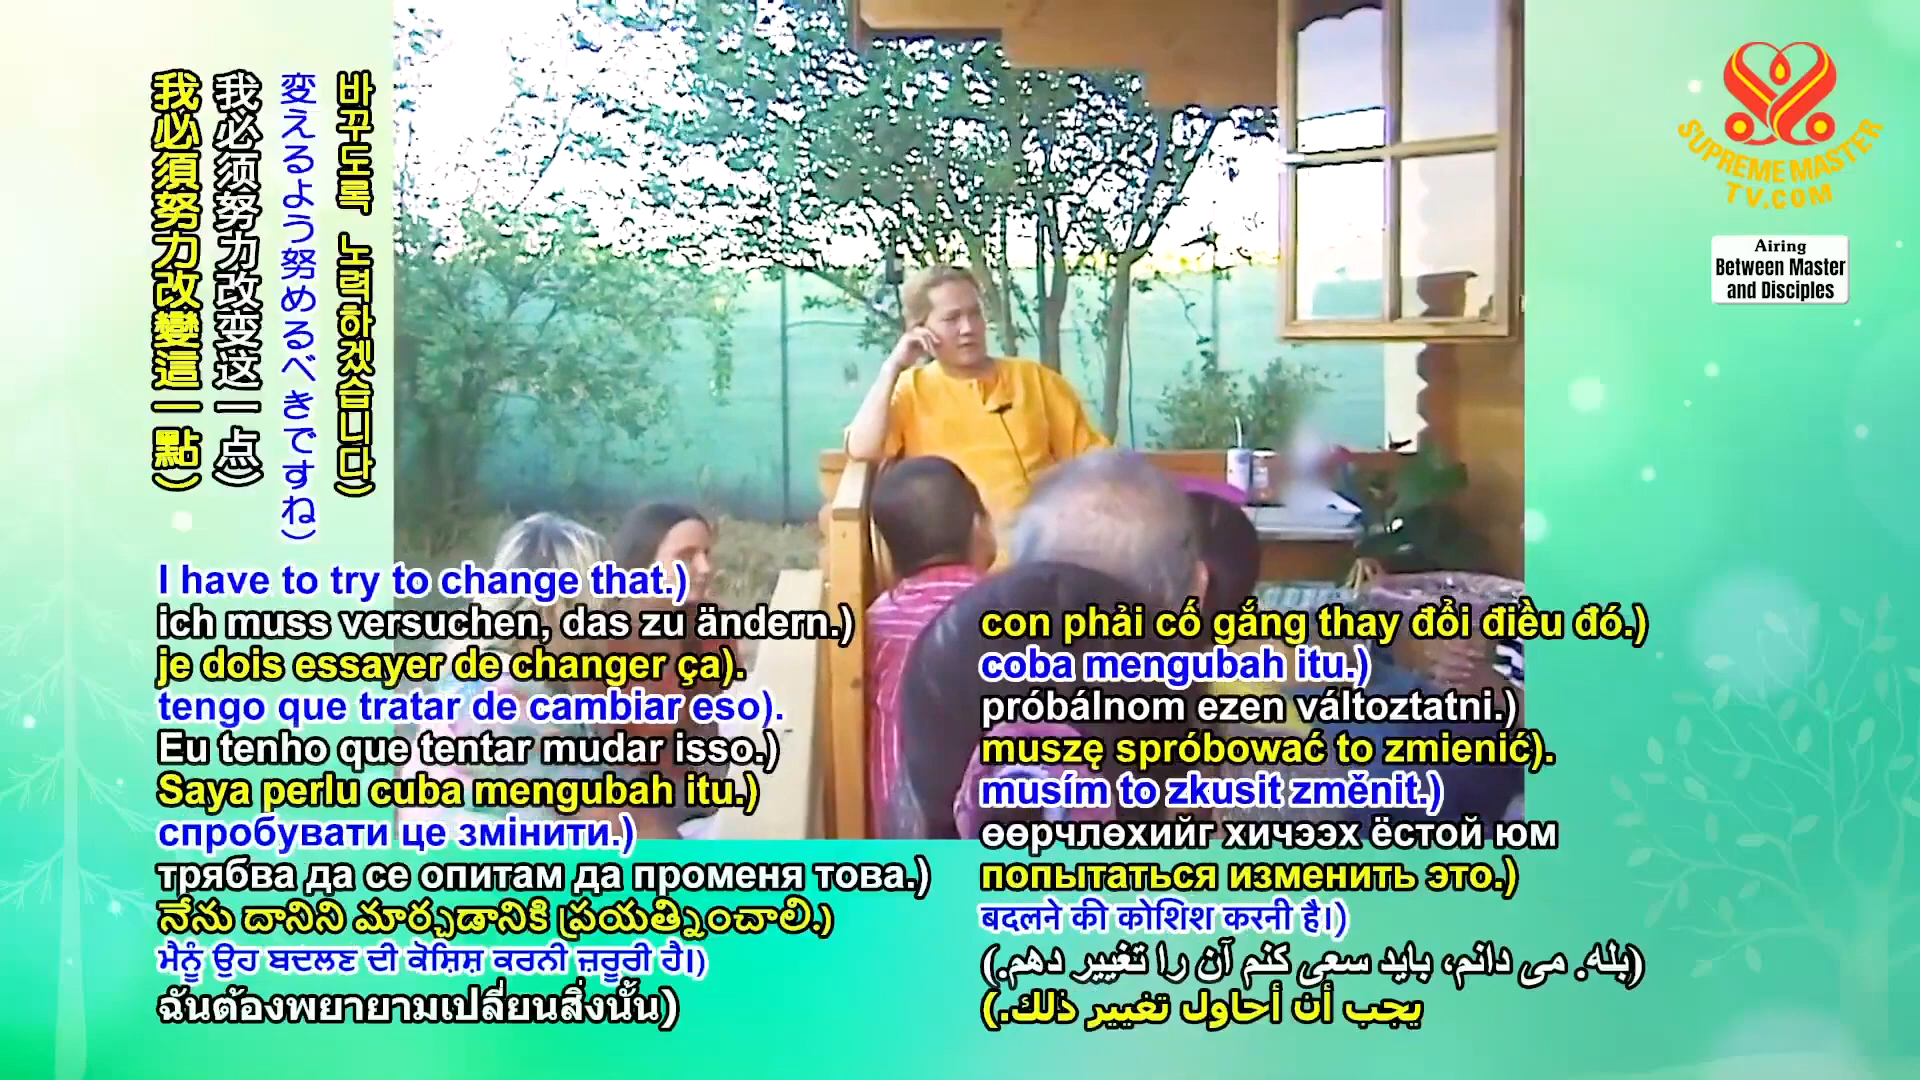 我必須努力改變這一點)
我必须努力改变这一点)
変えるよう努めるべきですね)
바꾸도록 노력하겠습니다)
SUPREME MASTER
TV.COM
Airing
Between Master
and Disciples
I have to try to change that.)
ich muss versuchen, das zu ändern.)
je dois essayer de changer ça).
tengo que tratar de cambiar eso).
Eu tenho que tentar mudar isso.)
Saya perlu cuba mengubah itu.)
спробувати це змінити.)
трябва да се опитам да променя това.)
నేను దానిని మార్చడానికి ప్రయత్నించాలి.)
ਮੈਨੂੰ ਉਹ ਬਦਲਣ ਦੀ ਕੋਸ਼ਿਸ਼ ਕਰਨੀ ਜ਼ਰੂਰੀ ਹੈ।)
ฉันต้องพยายามเปลี่ยนสิ่งนั้น)
con phải cố gắng thay đổi điều đó.)
coba mengubah itu.)
próbálnom ezen változtatni.)
muszę spróbować to zmienić).
musím to zkusit změnit.)
өөрчлөхийг хичээх ёстой юм
попытаться изменить это.)
बदलने की कोशिश करनी है।)
(بله. می دانم، باید سعی کنم آن را تغییر دهم.)
يجب أن أحاول تغيير ذلك.)